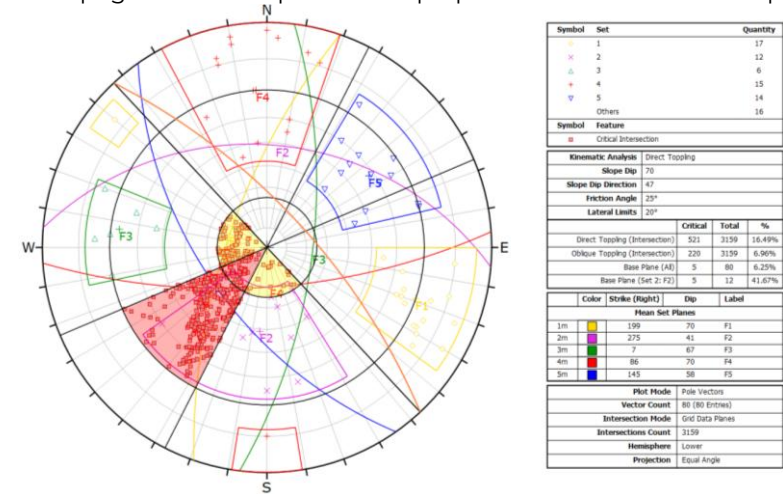 N
W
E
S
F4
F2
F5
F3
F3
F1
F2
Symbol Set Quantity
1 17
2 12
3 6
4 15
5 14
Others 16
Symbol Feature
Critical Intersection
Kinematic Analysis Direct Toppling
Slope Dip 70
Slope Dip Direction 47
Friction Angle 25°
Lateral Limits 20°
Critical Total %
Direct Toppling (Intersection) 521 3159 16.49%
Oblique Toppling (Intersection) 220 3159 6.96%
Base Plane (All) 5 80 6.25%
Base Plane (Set 2: F2) 5 12 41.67%
Color Strike (Right) Dip Label
Mean Set Planes
1m 199 70 F1
2m 275 41 F2
3m 7 67 F3
4m 86 70 F4
5m 145 58 F5
Plot Mode Pole Vectors
Vector Count 80 (80 Entries)
Intersection Mode Grid Data Planes
Intersections Count 3159
Hemisphere Lower
Projection Equal Angle